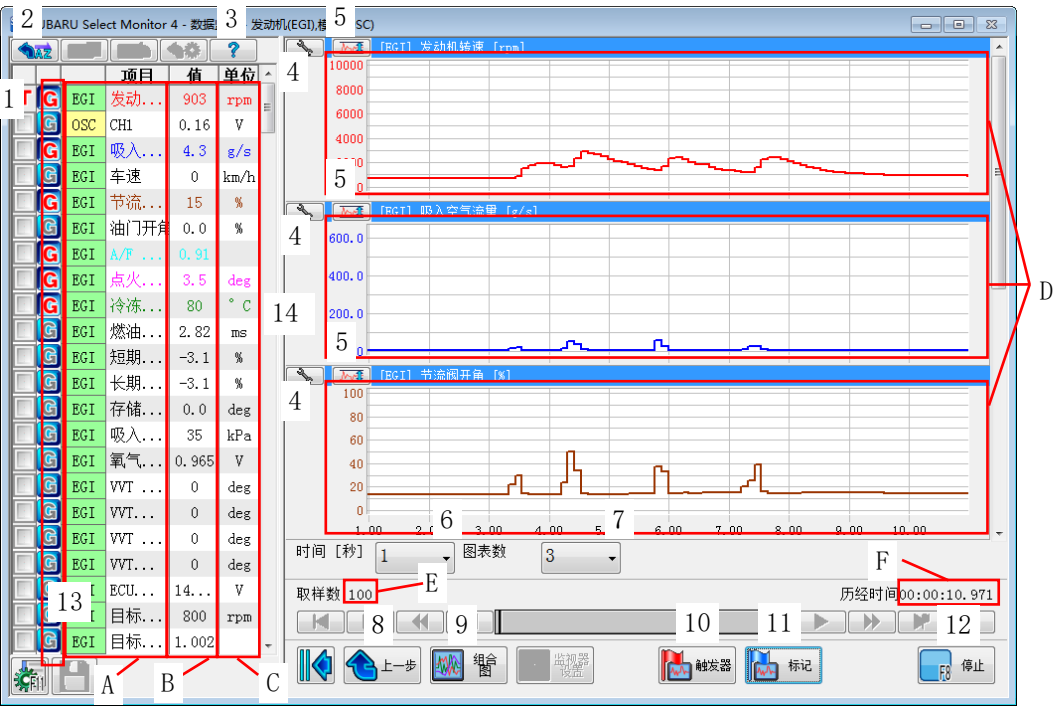 2 3 5
UBARU Select Monitor 4 - 数据 - 发动机(EGI),
SC)
AZ ?
项目 值 单位
1 T G EGI 发动... 903 rpm
G OSC CH1 0.16 V
G EGI 吸入... 4.3 g/s
G EGI 车速 0 km/h
G EGI 节流... 15 %
G EGI 油门开角 0.0 %
G EGI A/F ... 0.91
G EGI 点火... 3.5 deg
G EGI 冷冻... 80 °C
G EGI 燃油... 2.82 ms
G EGI 短期... -3.1 %
G EGI 长期... -3.1 %
G EGI 存储... 0.0 deg
G EGI 吸入... 35 kPa
G EGI 氧气... 0.965 V
G EGI VVT ... 0 deg
G EGI VVT... 0 deg
G EGI VVT ... 0 deg
G EGI VVT... 0 deg
ECU... 14... V
13 目标... 800 rpm
G EGI 目标... 1.002
F11 A B C
14
4 [EGI] 发动机转速 [rpm]
10000
8000
6000
4000
5 0
4 [EGI] 吸入空气流量 [g/s]
600.0
400.0
200.0
5 0.
4 [EGI] 节流阀开角 [%]
100
80
60
40
20
0
1.00 2.0 3.00 4.00 5.00 6.00 7.00 8.00 9.00 10.00
D
6 7
时间 [秒] 1 图表数 3
E F
取样数 100 历经时间 00:00:10.971
8 9 10 11 12
上一步 组合图 监视器设置 触发器 标记 F8 停止